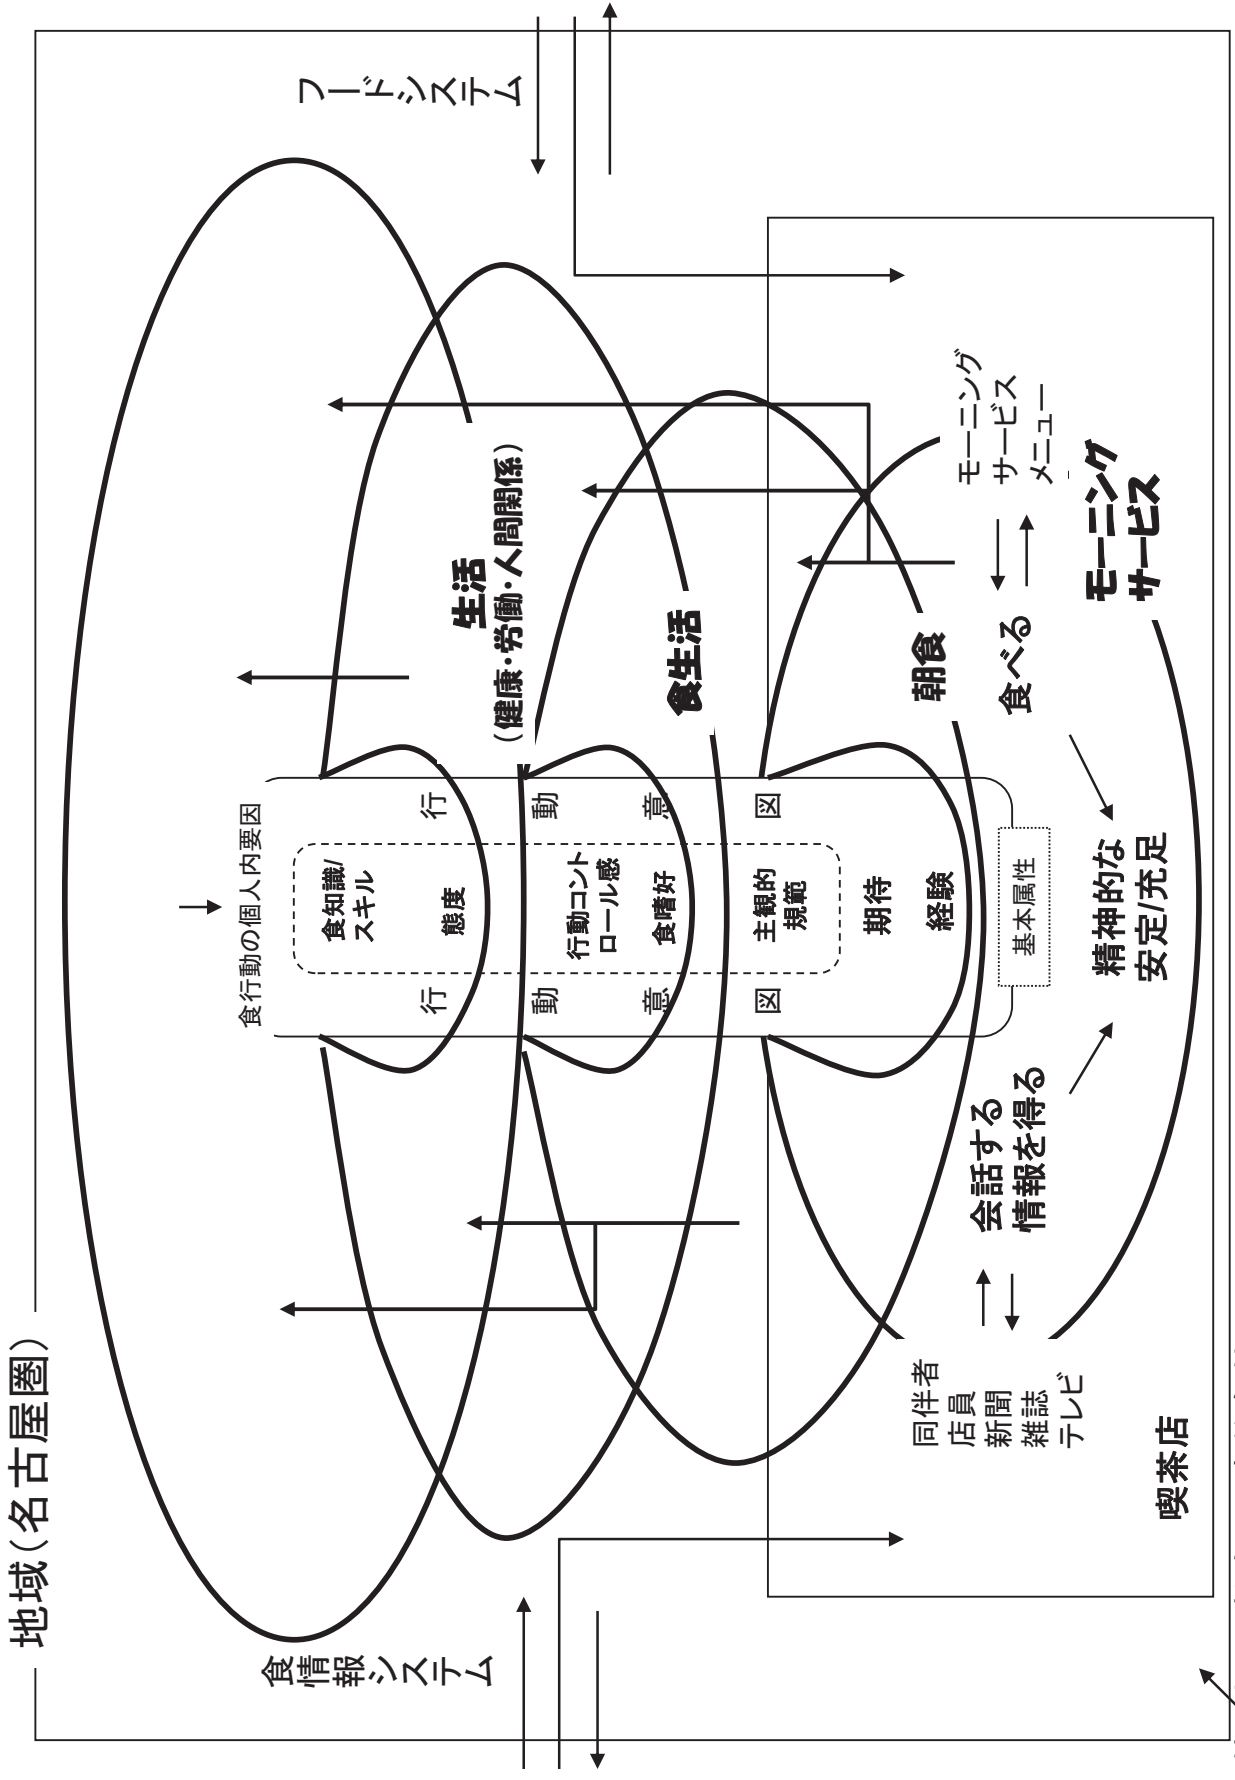 地域（名古屋圏）
食情報システム
フードシステム
食行動の個人内要因
食知識/
スキル
態度
行動コント
ロール感
食嗜好
主観的
規範
期待
経験
基本属性
行動意図
行動意図
生活
（健康・労働・人間関係）
食生活
朝食
食べる
モーニング
サービス
メニュー
モーニング
サービス
会話する
情報を得る
精神的な
安定/充足
同伴者
店員
新聞
雑誌
テレビ
喫茶店